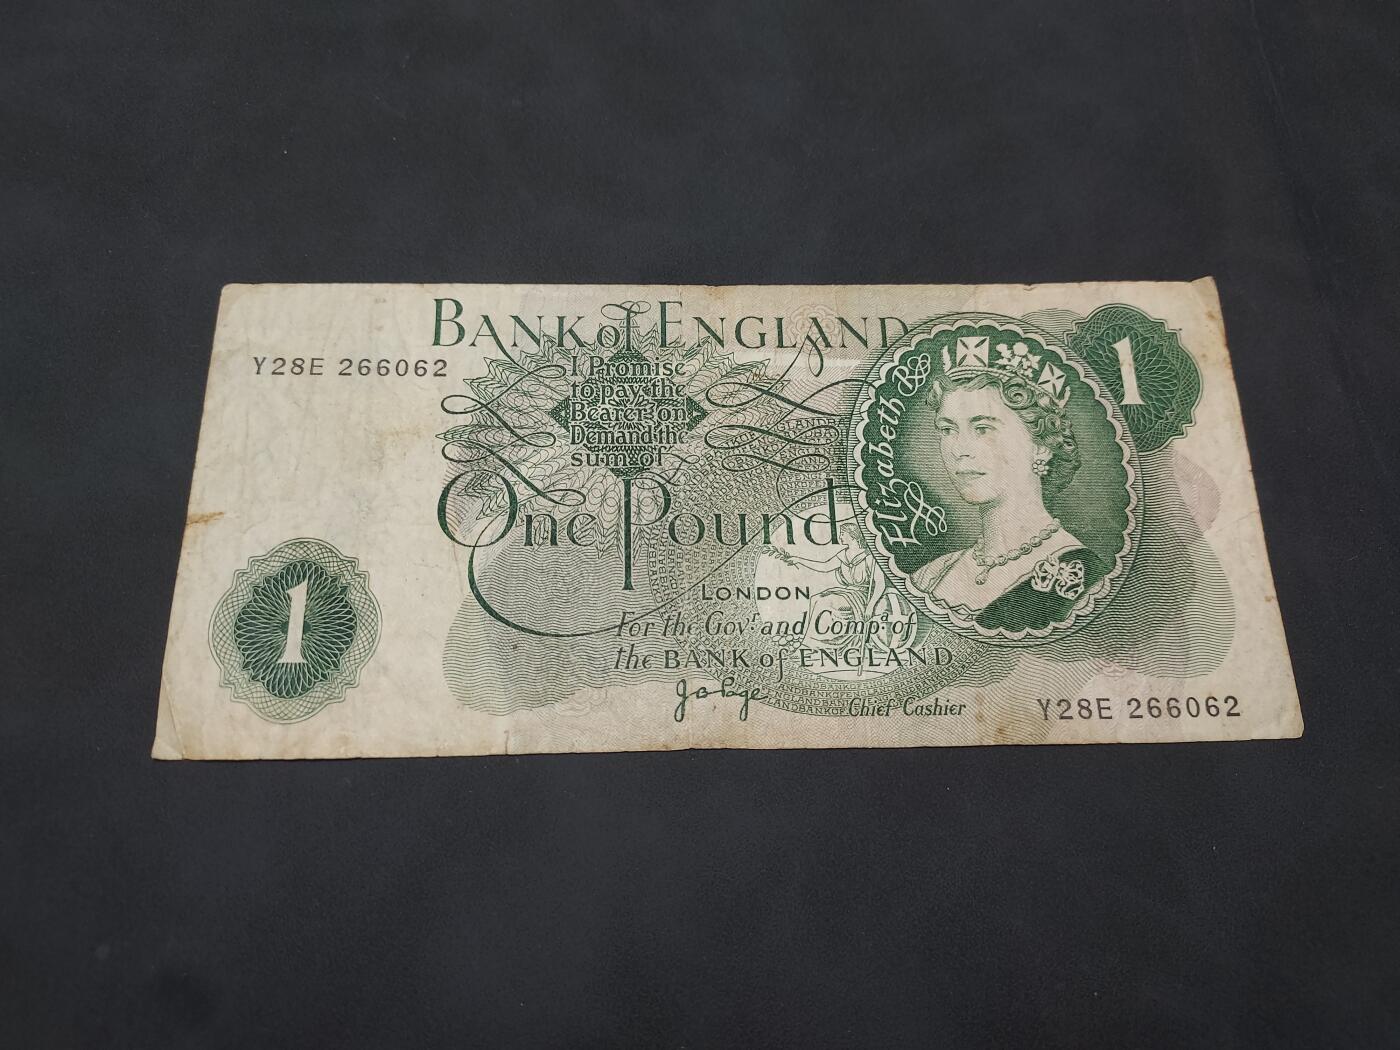 BANK of ENGLAND
1
Y28E 266062
I Promise
to pay the
Bearer on
Demand the
sum of
One Pound
Elizabeth R
LONDON
For the Govr. and Compa. of
the BANK of ENGLAND
1
J B Page
Chief Cashier
Y28E 266062